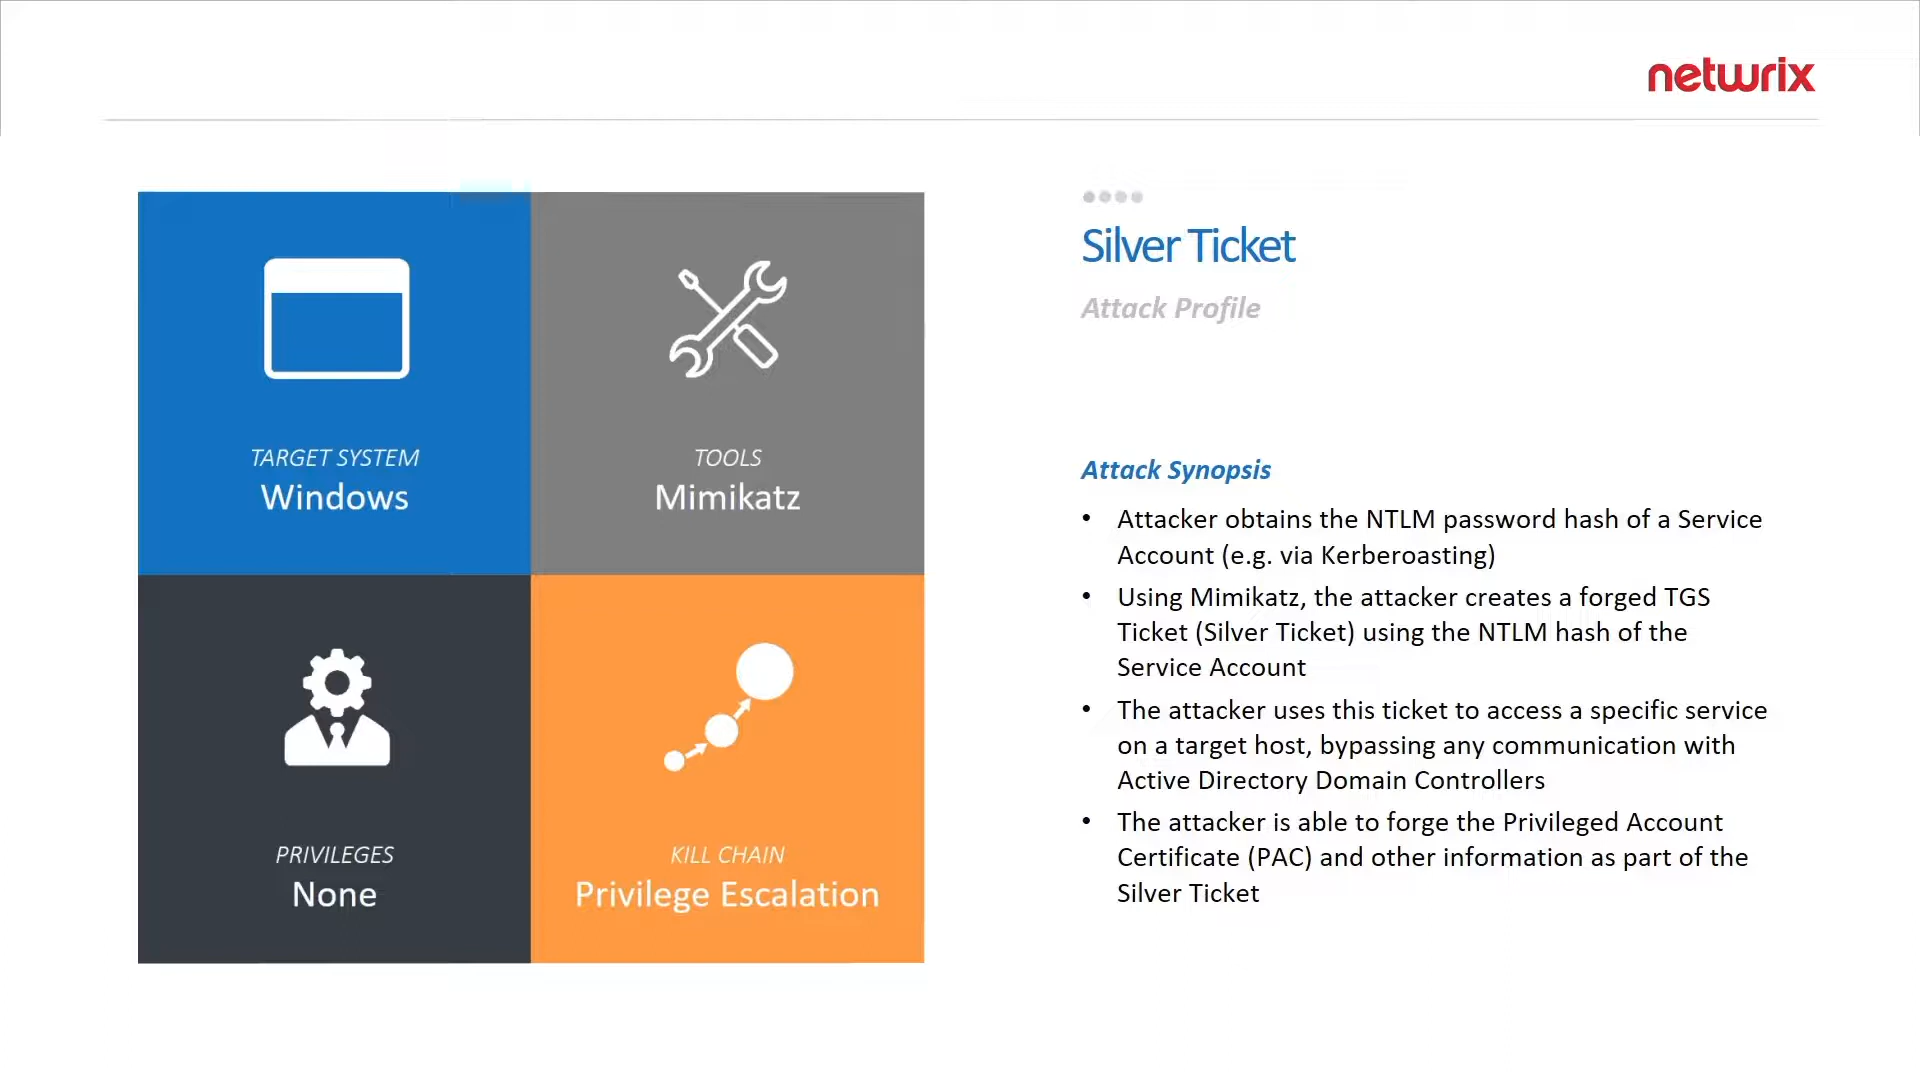 netwrix
TARGET SYSTEM
Windows
TOOLS
Mimikatz
PRIVILEGES
None
KILL CHAIN
Privilege Escalation
Silver Ticket
Attack Profile
Attack Synopsis
• Attacker obtains the NTLM password hash of a Service
Account (e.g. via Kerberoasting)
• Using Mimikatz, the attacker creates a forged TGS
Ticket (Silver Ticket) using the NTLM hash of the
Service Account
• The attacker uses this ticket to access a specific service
on a target host, bypassing any communication with
Active Directory Domain Controllers
• The attacker is able to forge the Privileged Account
Certificate (PAC) and other information as part of the
Silver Ticket